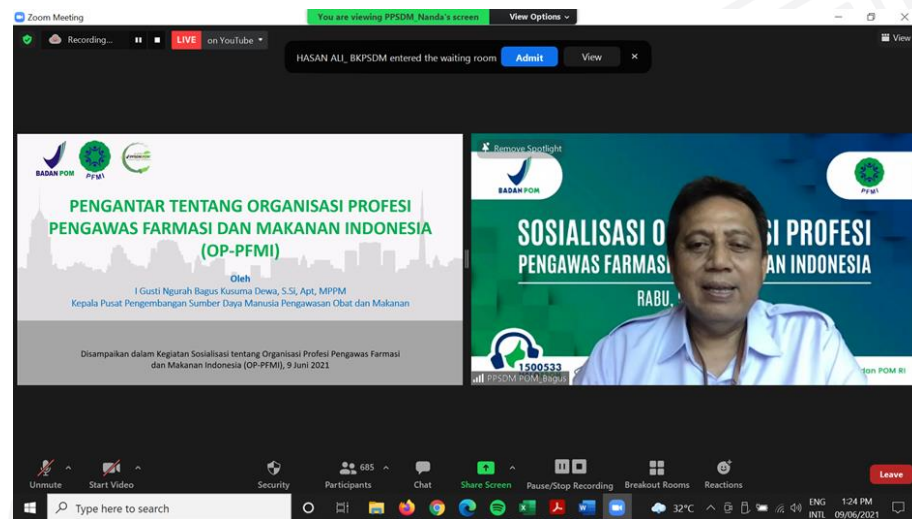 Zoom Meeting
You are viewing PPSDM_Nanda's screen
View Options
Recording...
LIVE on YouTube
View
HASAN ALI_ BKPSDM entered the waiting room
Admit
View
BADAN POM
PFMI
PENGANTAR TENTANG ORGANISASI PROFESI
PENGAWAS FARMASI DAN MAKANAN INDONESIA
(OP-PFMI)
Oleh
I Gusti Ngurah Bagus Kusuma Dewa, S.Si, Apt, MPPM
Kepala Pusat Pengembangan Sumber Daya Manusia Pengawasan Obat dan Makanan
Disampaikan dalam Kegiatan Sosialisasi tentang Organisasi Profesi Pengawas Farmasi
dan Makanan Indonesia (OP-PFMI), 9 Juni 2021
Remove Spotlight
BADAN POM
PFMI
SOSIALISASI O SI PROFESI
PENGAWAS FARMASI AN INDONESIA
RABU,
1500533
dan POM RI
PPSDM POM_Bagus
Unmute
Start Video
Security
685
Participants
Chat
Share Screen
Pause/Stop Recording
Breakout Rooms
Reactions
Leave
Type here to search
32°C
ENG
INTL
1:24 PM
09/06/2021